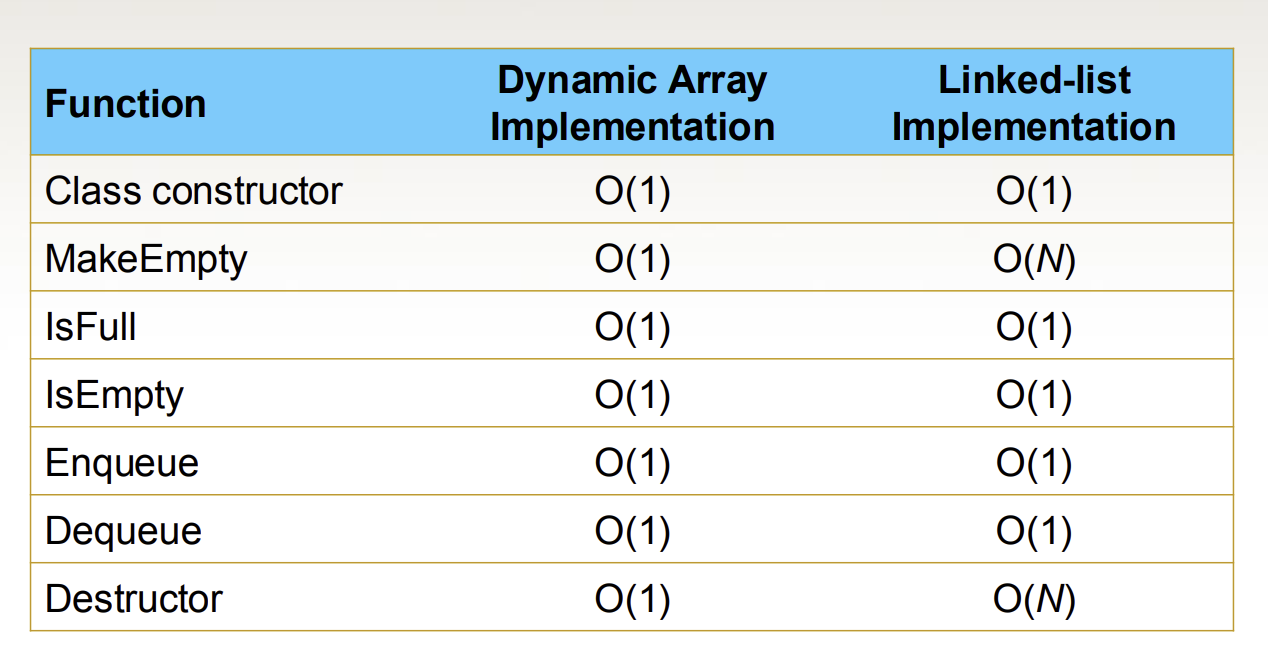 Function Dynamic Array Implementation Linked-list Implementation
Class constructor O(1) O(1)
MakeEmpty O(1) O(N)
IsFull O(1) O(1)
IsEmpty O(1) O(1)
Enqueue O(1) O(1)
Dequeue O(1) O(1)
Destructor O(1) O(N)